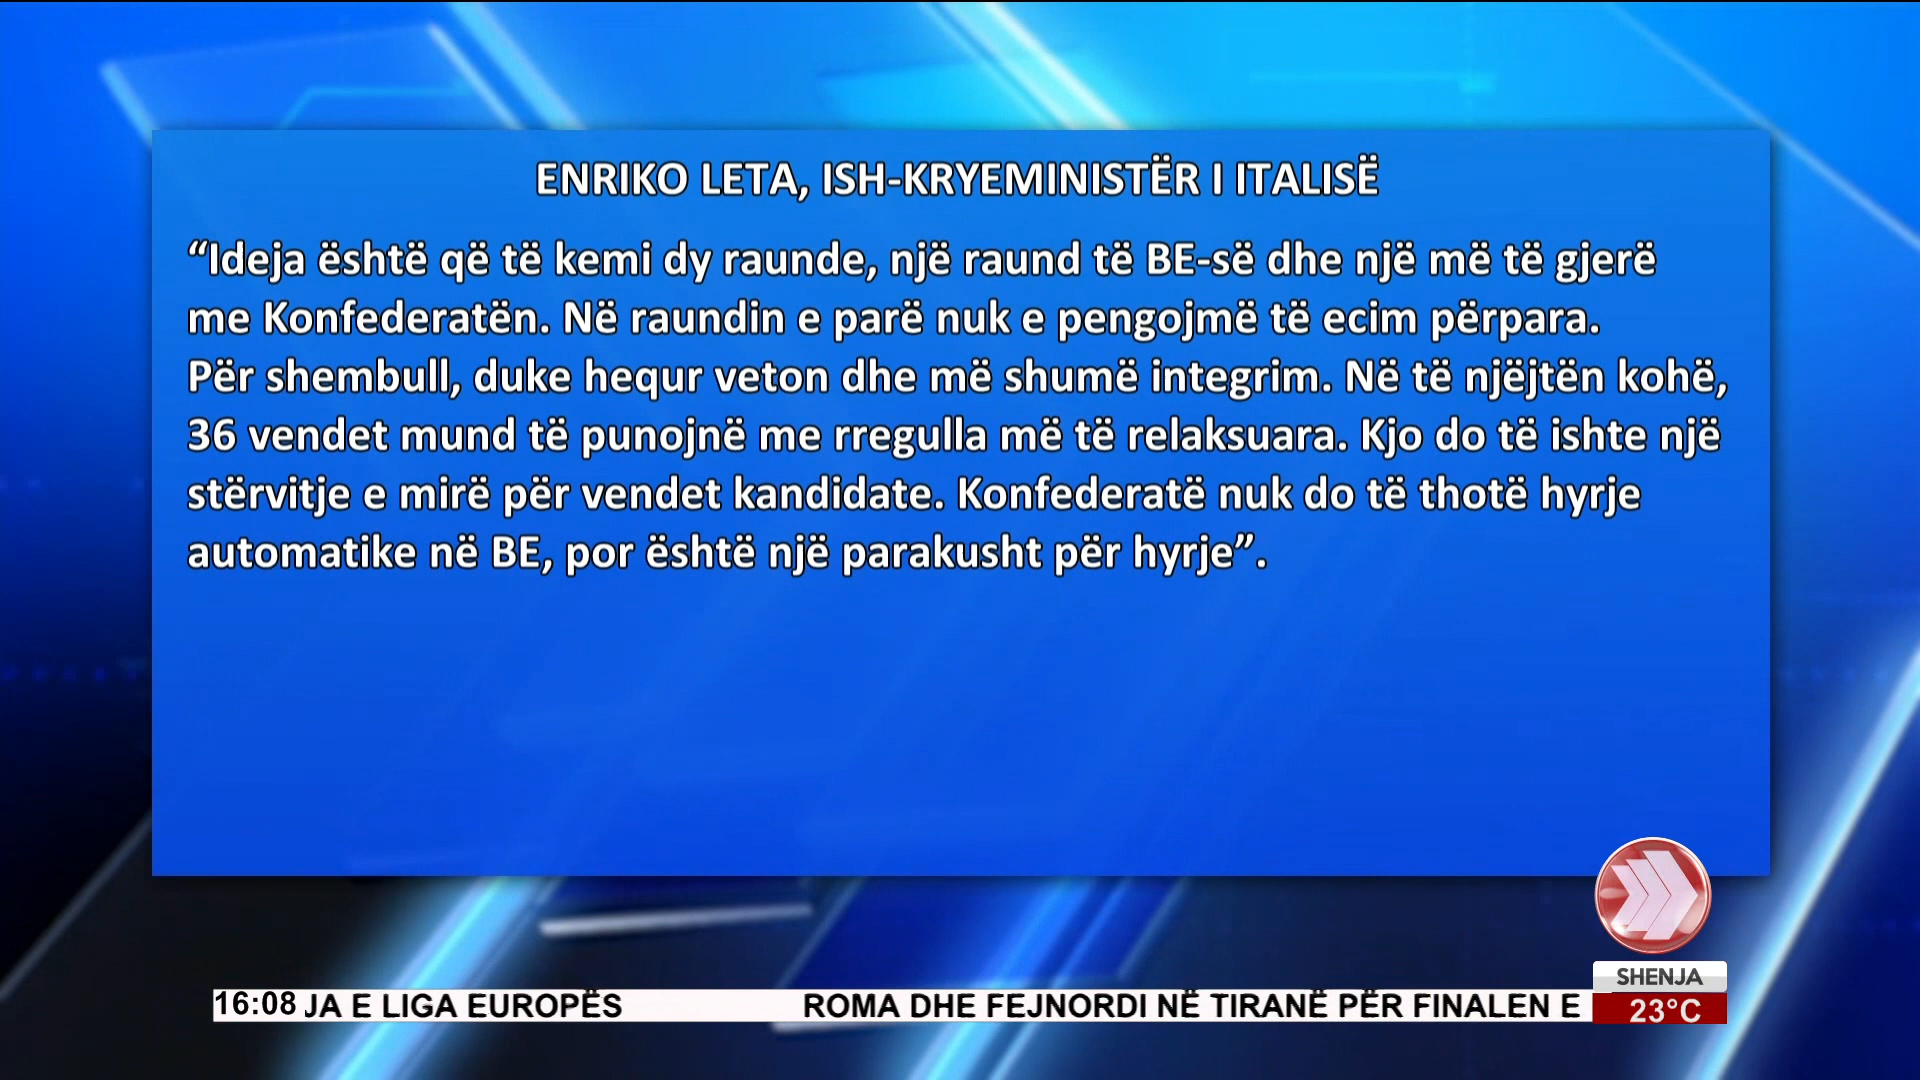 ENRIKO LETA, ISH-KRYEMINISTËR I ITALISË
“Ideja është që të kemi dy raunde, një raund të BE-së dhe një më të gjerë
me Konfederatën. Në raundin e parë nuk e pengojmë të ecim përpara.
Për shembull, duke hequr veton dhe më shumë integrim. Në të njëjtën kohë,
36 vendet mund të punojnë me rregulla më të relaksuara. Kjo do të ishte një
stërvitje e mirë për vendet kandidate. Konfederatë nuk do të thotë hyrje
automatike në BE, por është një parakusht për hyrje”.
SHENJA
16:08 JA E LIGA EUROPËS ROMA DHE FEJNORDI NË TIRANË PËR FINALEN E
23°C